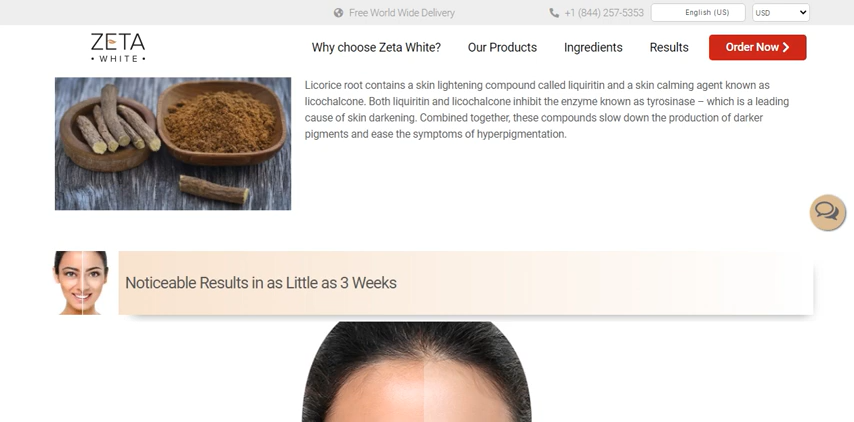 Free World Wide Delivery
+1 (844) 257-5353
English (US)
USD
ZETA
• WHITE •
Why choose Zeta White?
Our Products
Ingredients
Results
Order Now
Licorice root contains a skin lightening compound called liquiritin and a skin calming agent known as
licochalcone. Both liquiritin and licochalcone inhibit the enzyme known as tyrosinase – which is a leading
cause of skin darkening. Combined together, these compounds slow down the production of darker
pigments and ease the symptoms of hyperpigmentation.
Noticeable Results in as Little as 3 Weeks